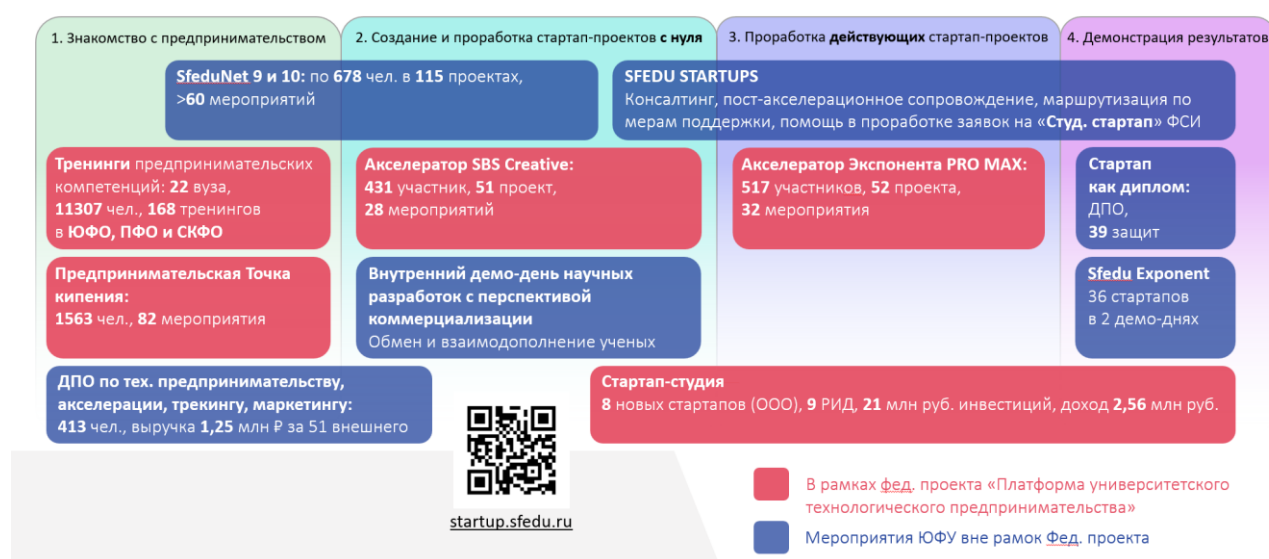 1. Знакомство с предпринимательством
2. Создание и проработка стартап-проектов с нуля
3. Проработка действующих стартап-проектов
4. Демонстрация результатов
SfeduNet 9 и 10: по 678 чел. в 115 проектах,
>60 мероприятий
SFEDU STARTUPS
Консалтинг, пост-акселерационное сопровождение, маршрутизация по
мерам поддержки, помощь в проработке заявок на «Студ. стартап» ФСИ
Тренинги предпринимательских
компетенций: 22 вуза,
11307 чел., 168 тренингов
в ЮФО, ПФО и СКФО
Акселератор SBS Creative:
431 участник, 51 проект,
28 мероприятий
Акселератор Экспонента PRO MAX:
517 участников, 52 проекта,
32 мероприятия
Стартап
как диплом:
ДПО,
39 защит
Предпринимательская Точка
кипения:
1563 чел., 82 мероприятия
Внутренний демо-день научных
разработок с перспективой
коммерциализации
Обмен и взаимодополнение ученых
Sfedu Exponent
36 стартапов
в 2 демо-днях
ДПО по тех. предпринимательству,
акселерации, трекингу, маркетингу:
413 чел., выручка 1,25 млн ₽ за 51 внешнего
Стартап-студия
8 новых стартапов (ООО), 9 РИД, 21 млн руб. инвестиций, доход 2,56 млн руб.
startup.sfedu.ru
В рамках фед. проекта «Платформа университетского
технологического предпринимательства»
Мероприятия ЮФУ вне рамок Фед. проекта